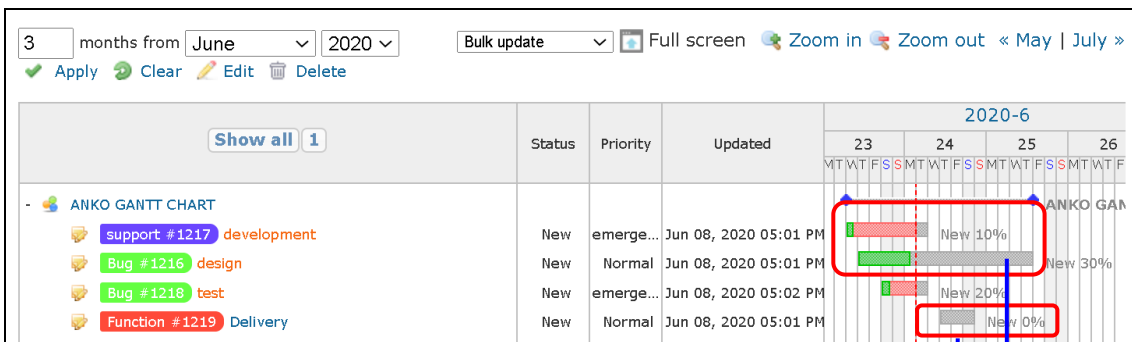 3 months from June 2020 Bulk update Full screen Zoom in Zoom out « May | July »
Apply Clear Edit Delete
Show all 1 Status Priority Updated 2020-6
23 24 25 26
M T W T F S S M T W T F S S M T W T F S S M T W T F
- ANKO GANTT CHART ANKO GAN
support #1217 development New emerge... Jun 08, 2020 05:01 PM New 10%
Bug #1216 design New Normal Jun 08, 2020 05:01 PM New 30%
Bug #1218 test New emerge... Jun 08, 2020 05:02 PM New 20%
Function #1219 Delivery New Normal Jun 08, 2020 05:01 PM New 0%